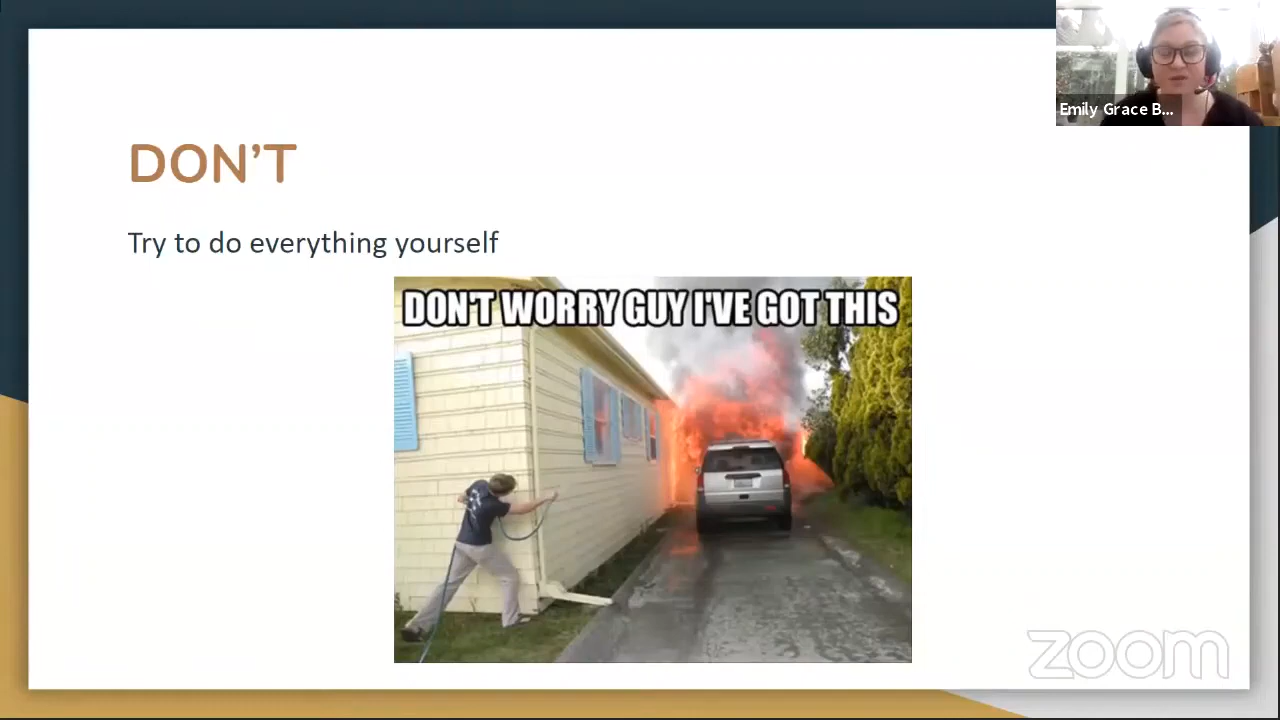 Emily Grace B...
DON'T
Try to do everything yourself
DON'T WORRY GUY I'VE GOT THIS
zoom